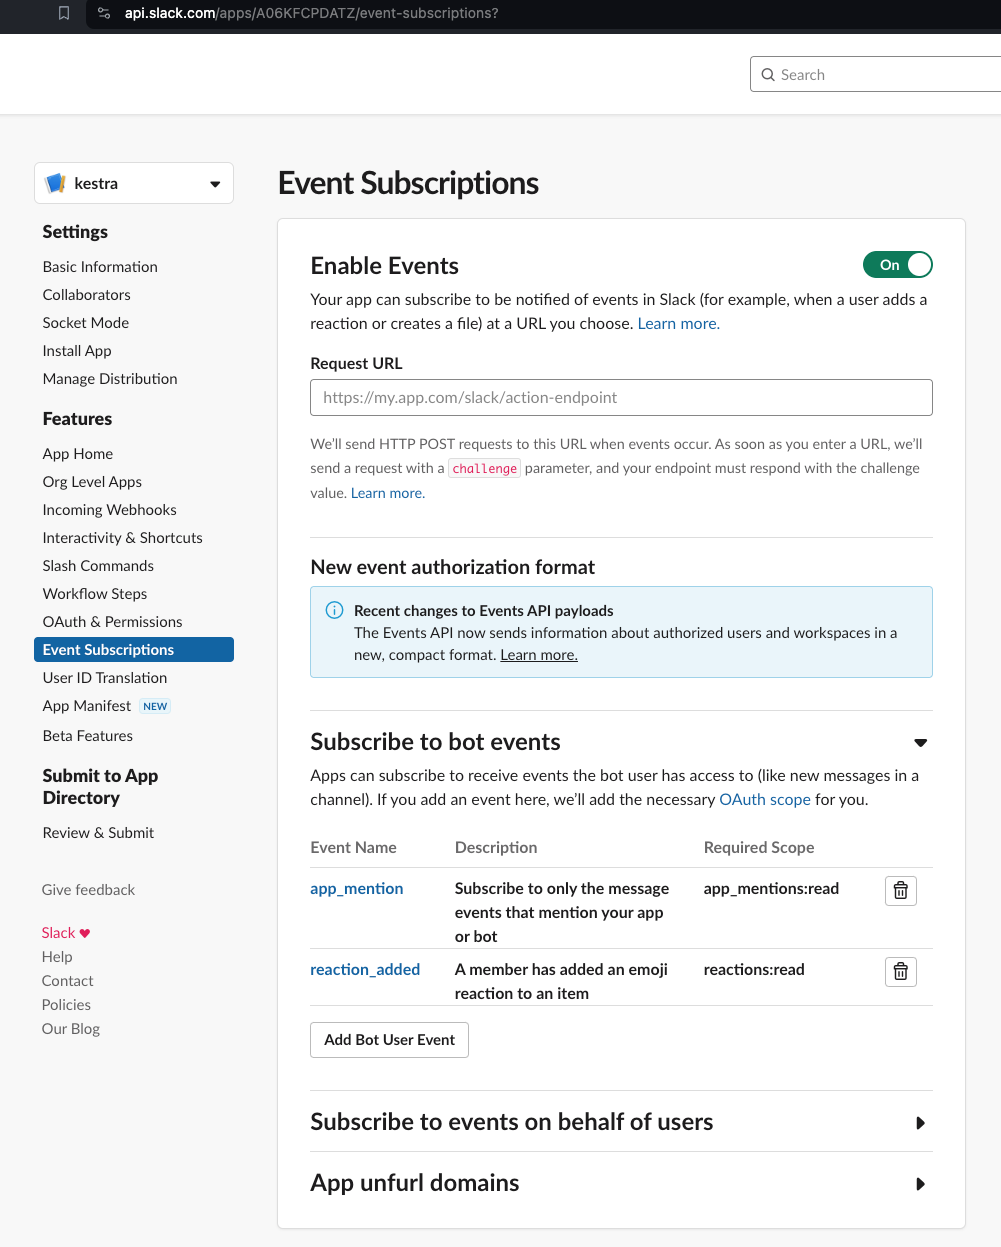 api.slack.com/apps/A06KFCPDATZ/event-subscriptions?
Search
kestra
Settings
Basic Information
Collaborators
Socket Mode
Install App
Manage Distribution
Features
App Home
Org Level Apps
Incoming Webhooks
Interactivity & Shortcuts
Slash Commands
Workflow Steps
OAuth & Permissions
Event Subscriptions
User ID Translation
App Manifest NEW
Beta Features
Submit to App
Directory
Review & Submit
Give feedback
Slack ♥
Help
Contact
Policies
Our Blog
Event Subscriptions
Enable Events
On
Your app can subscribe to be notified of events in Slack (for example, when a user adds a
reaction or creates a file) at a URL you choose. Learn more.
Request URL
https://my.app.com/slack/action-endpoint
We’ll send HTTP POST requests to this URL when events occur. As soon as you enter a URL, we’ll
send a request with a challenge parameter, and your endpoint must respond with the challenge
value. Learn more.
New event authorization format
Recent changes to Events API payloads
The Events API now sends information about authorized users and workspaces in a
new, compact format. Learn more.
Subscribe to bot events
Apps can subscribe to receive events the bot user has access to (like new messages in a
channel). If you add an event here, we’ll add the necessary OAuth scope for you.
Event Name Description Required Scope
app_mention Subscribe to only the message app_mentions:read
events that mention your app
or bot
reaction_added A member has added an emoji reactions:read
reaction to an item
Add Bot User Event
Subscribe to events on behalf of users
App unfurl domains